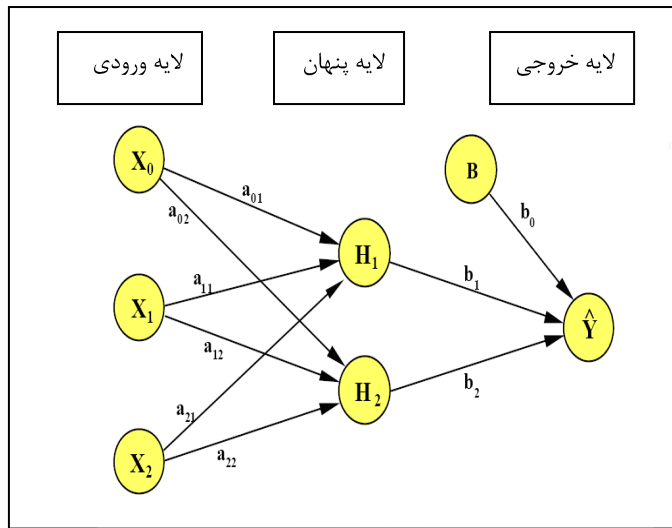 لایه ورودی
لایه پنهان
لایه خروجی
X₀
B
a₀₁
a₀₂
b₀
H₁
a₁₁
b₁
X₁
Ŷ
a₁₂
H₂
b₂
a₂₁
a₂₂
X₂